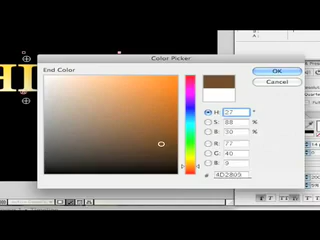 Color Picker
End Color
OK
Cancel
H: 27 °
S: 88 %
B: 30 %
R: 77
G: 40
B: 9
# 4D2809